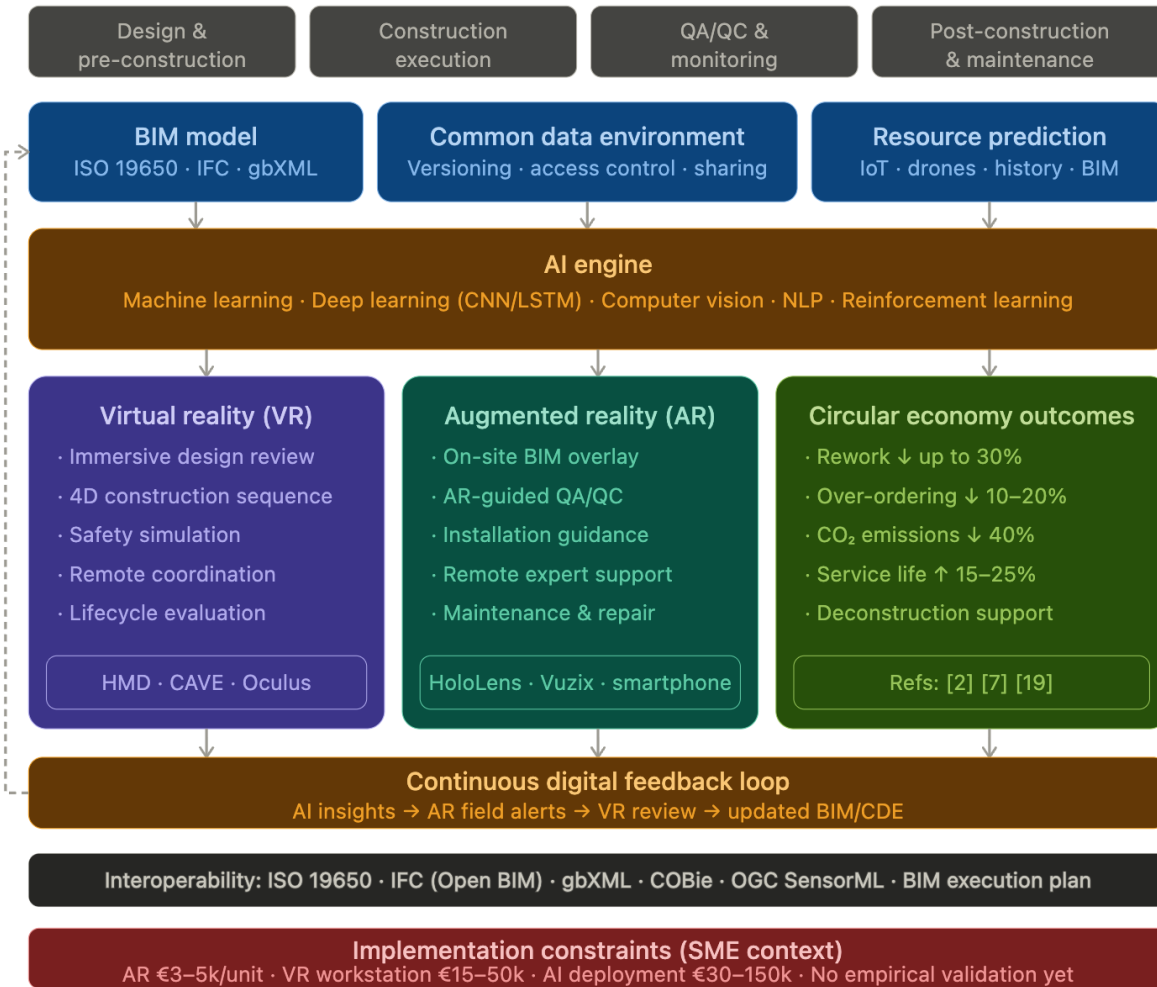 Design &
pre-construction
Construction
execution
QA/QC &
monitoring
Post-construction
& maintenance
BIM model
ISO 19650 · IFC · gbXML
Common data environment
Versioning · access control · sharing
Resource prediction
IoT · drones · history · BIM
AI engine
Machine learning · Deep learning (CNN/LSTM) · Computer vision · NLP · Reinforcement learning
Virtual reality (VR)
· Immersive design review
· 4D construction sequence
· Safety simulation
· Remote coordination
· Lifecycle evaluation
HMD · CAVE · Oculus
Augmented reality (AR)
· On-site BIM overlay
· AR-guided QA/QC
· Installation guidance
· Remote expert support
· Maintenance & repair
HoloLens · Vuzix · smartphone
Circular economy outcomes
· Rework ↓ up to 30%
· Over-ordering ↓ 10–20%
· CO₂ emissions ↓ 40%
· Service life ↑ 15–25%
· Deconstruction support
Refs: [2] [7] [19]
Continuous digital feedback loop
AI insights → AR field alerts → VR review → updated BIM/CDE
Interoperability: ISO 19650 · IFC (Open BIM) · gbXML · COBie · OGC SensorML · BIM execution plan
Implementation constraints (SME context)
AR €3–5k/unit · VR workstation €15–50k · AI deployment €30–150k · No empirical validation yet